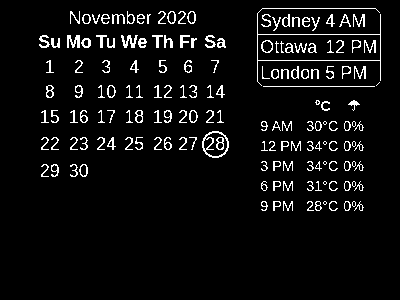 November 2020
Su Mo Tu We Th Fr Sa
1 2 3 4 5 6 7
8 9 10 11 12 13 14
15 16 17 18 19 20 21
22 23 24 25 26 27 28
29 30
Sydney 4 AM
Ottawa 12 PM
London 5 PM
°C
9 AM 30°C 0%
12 PM 34°C 0%
3 PM 34°C 0%
6 PM 31°C 0%
9 PM 28°C 0%